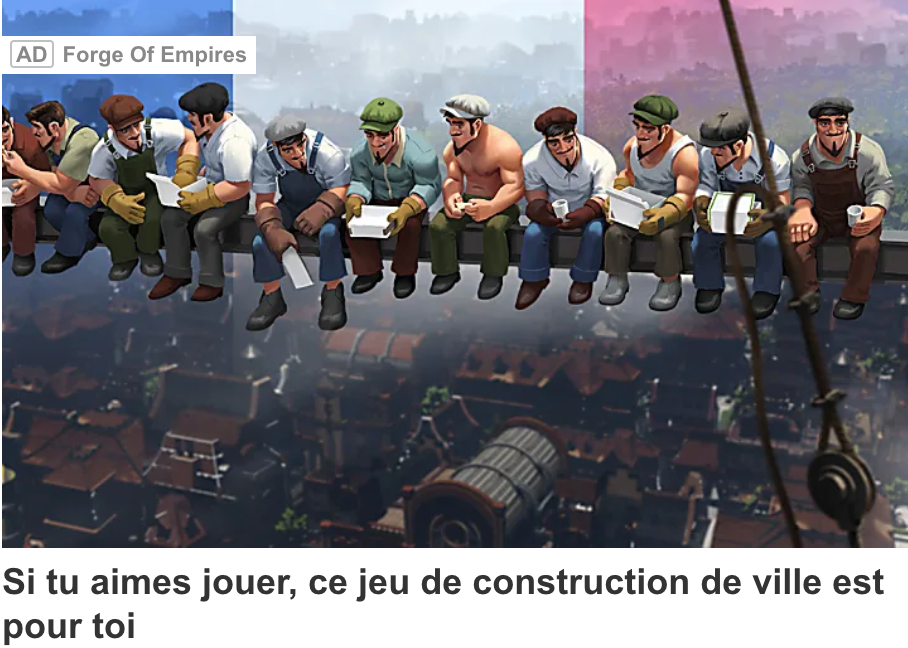 AD Forge Of Empires
Si tu aimes jouer, ce jeu de construction de ville est
pour toi